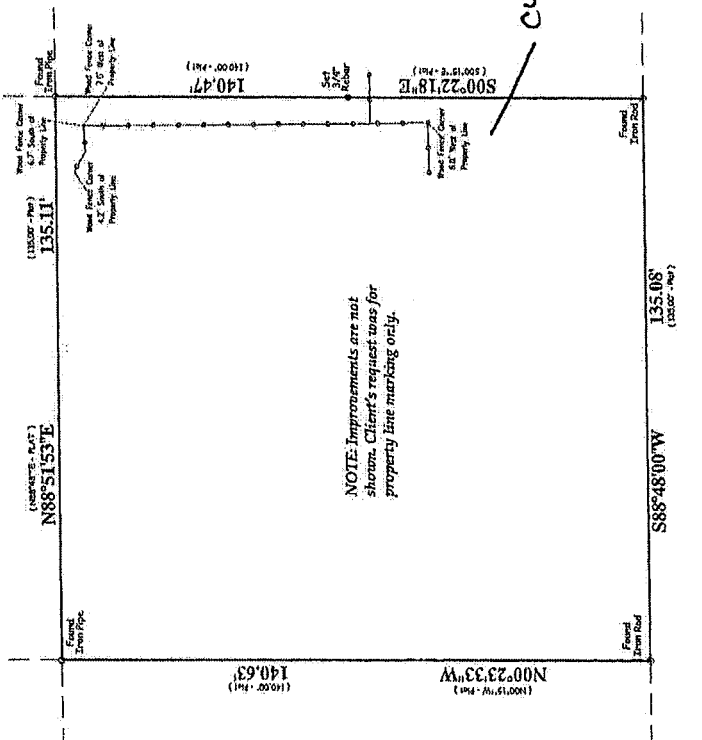 (N88°48'"E - PLAT)
N88°51'53"E
(135.00' - Plat)
135.11'
Found
Iron Pipe
Wood Fence Corner
6.7' South of
Property Line
Found
Iron Pipe
Wood Fence Corner
7.5' West of
Property Line
Wood Fence Corner
4.2' South of
Property Line
(140.00' - Plat)
140.47'
Set
3/4"
Rebar
(S00°15'"E - Plat)
S00°22'18"E
Wood Fence Corner
6.0' West of
Property Line
NOTE: Improvements are not
shown. Client's request was for
property line marking only.
(140.00' - Plat)
140.63'
N00°23'33"W
(N00°15'"W - Plat)
Found
Iron Rod
S88°48'00"W
135.08'
(135.00' - Plat)
Found
Iron Rod